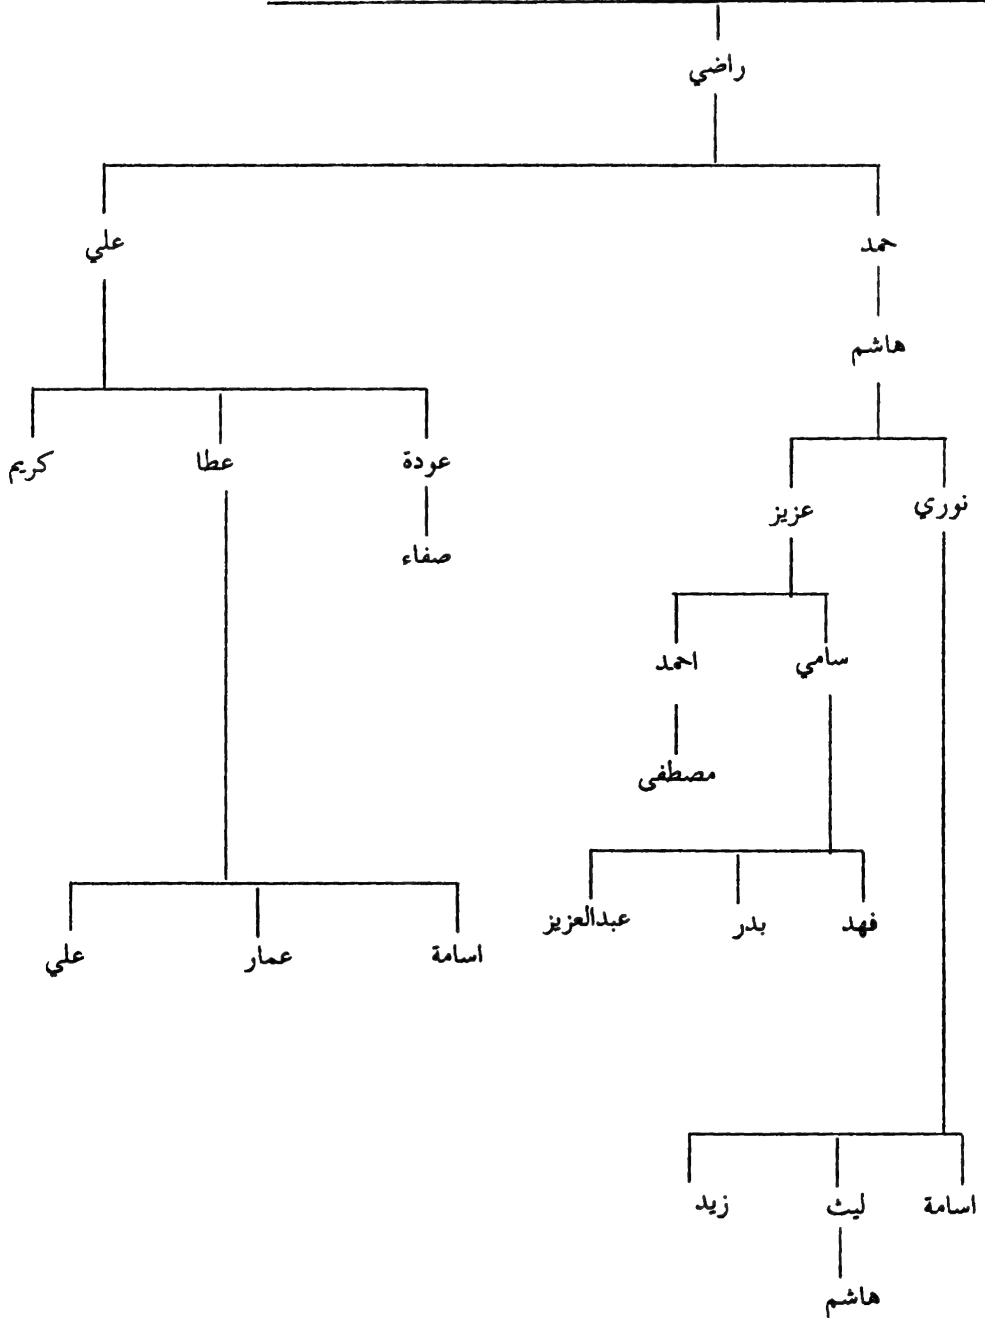 راضي
حمد علي
هاشم
عودة عطا كريم
نوري عزيز
صفاء
سامي احمد
مصطفى
فهد بدر عبدالعزيز
اسامة عمار علي
اسامة ليث زيد
هاشم